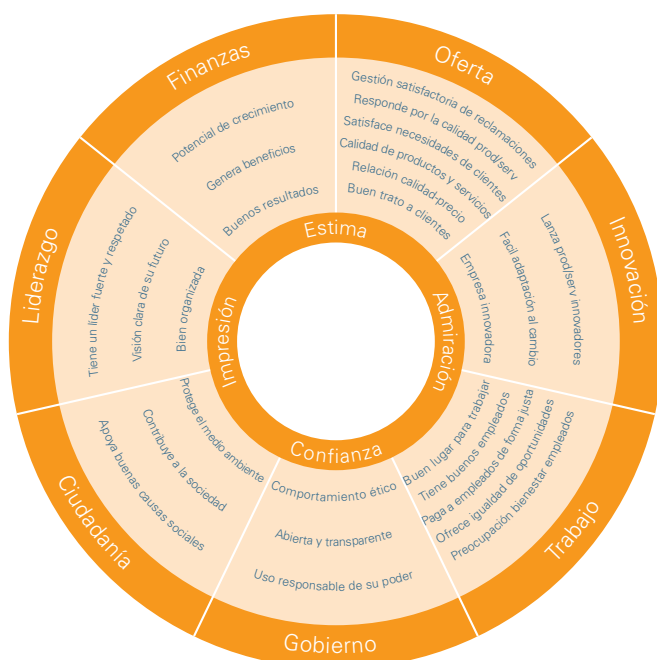 Finanzas
Potencial de crecimiento
Genera beneficios
Buenos resultados
Oferta
Gestión satisfactoria de reclamaciones
Responde por la calidad prod/serv
Satisface necesidades de clientes
Calidad de productos y servicios
Relación calidad-precio
Buen trato a clientes
Innovación
Lanza prod/serv innovadores
Facil adaptación al cambio
Empresa innovadora
Trabajo
Buen lugar para trabajar
Tiene buenos empleados
Paga a empleados de forma justa
Ofrece igualdad de oportunidades
Preocupación bienestar empleados
Gobierno
Comportamiento ético
Abierta y transparente
Uso responsable de su poder
Ciudadanía
Protege el medio ambiente
Contribuye a la sociedad
Apoya buenas causas sociales
Liderazgo
Tiene un líder fuerte y respetado
Visión clara de su futuro
Bien organizada
Estima
Admiración
Confianza
Impresión